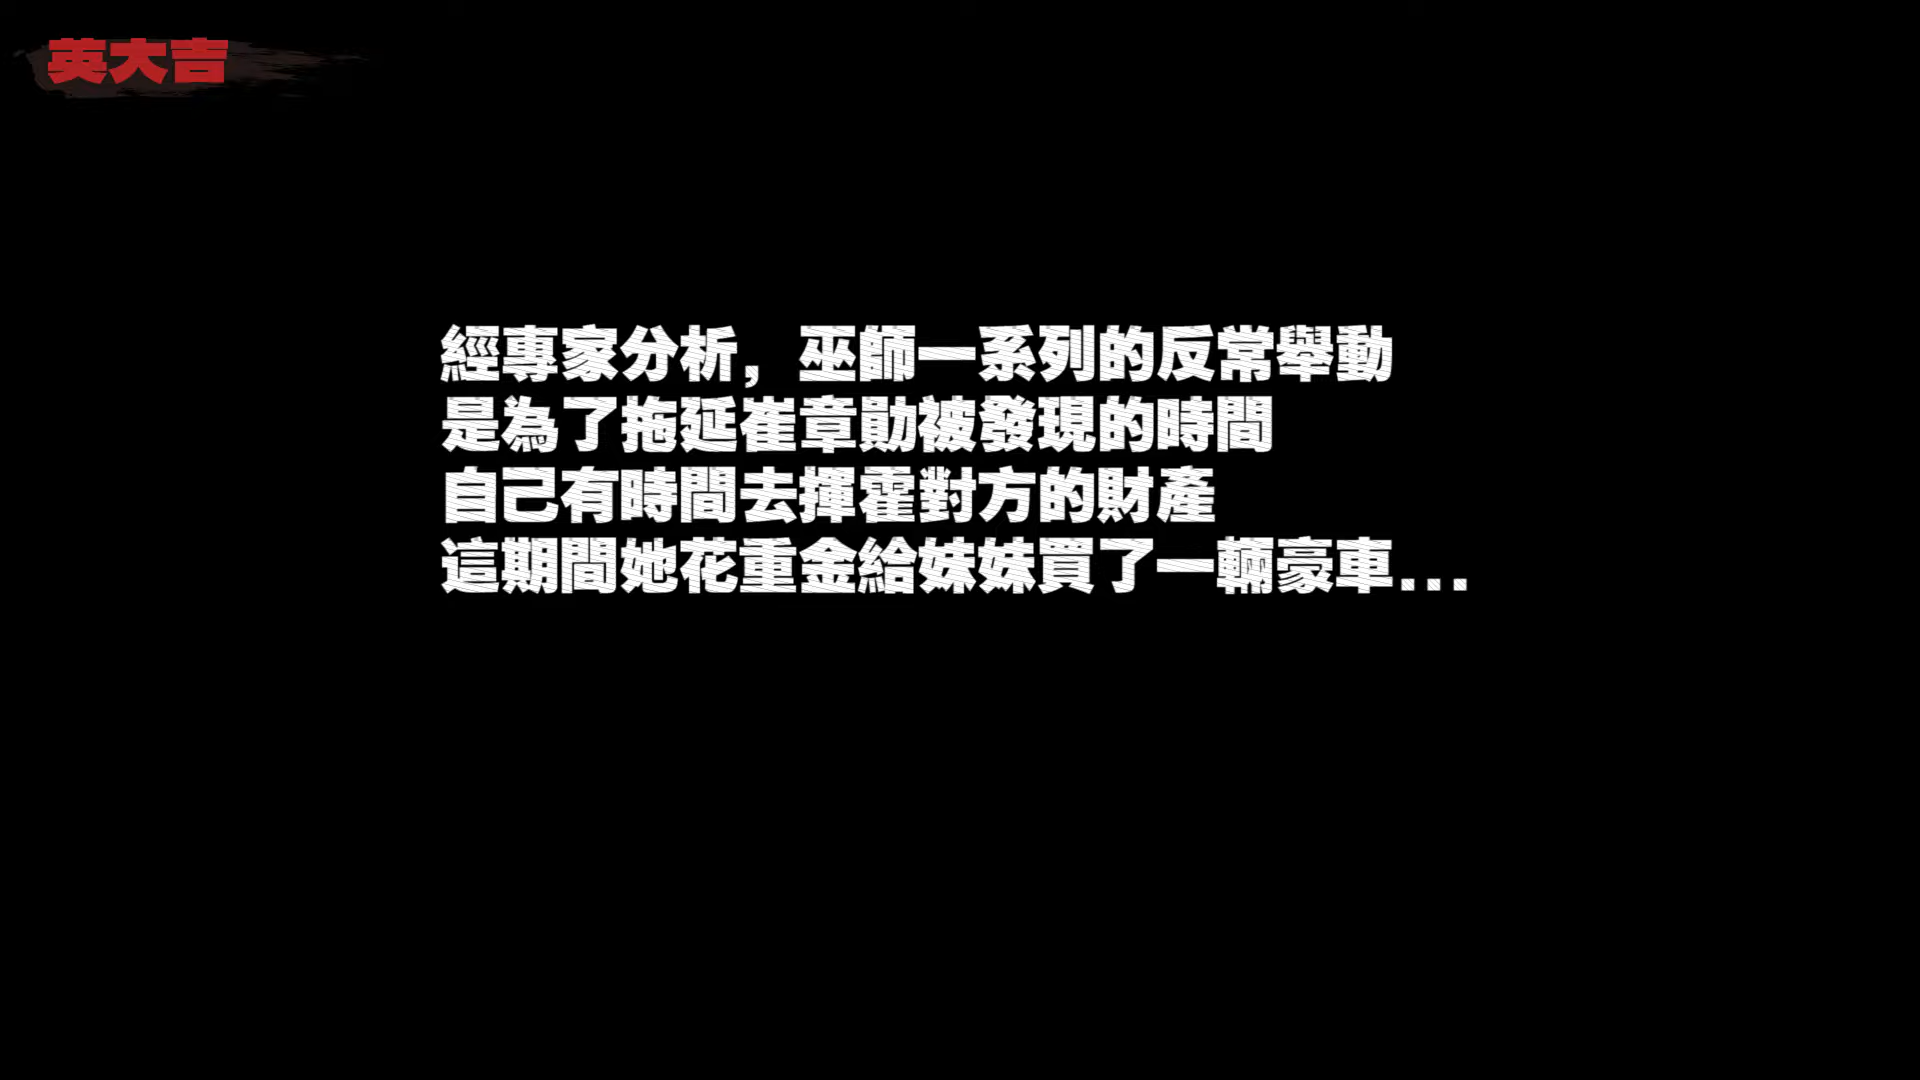 英大吉
經專家分析，巫師一系列的反常舉動
是為了拖延崔章勛被發現的時間
自己有時間去揮霍對方的財產
這期間她花重金給妹妹買了一輛豪車...